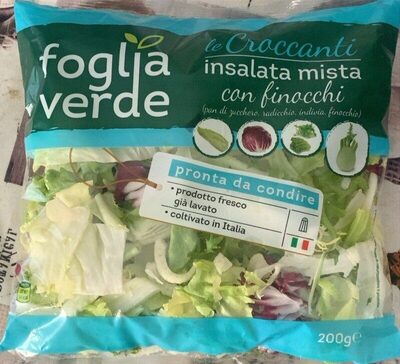 foglia
verde
le Croccanti
insalata mista
con finocchi
(pan di zucchero, radicchio, indivia, finocchio)
pronta da condire
• prodotto fresco
già lavato
• coltivato in Italia
200g e